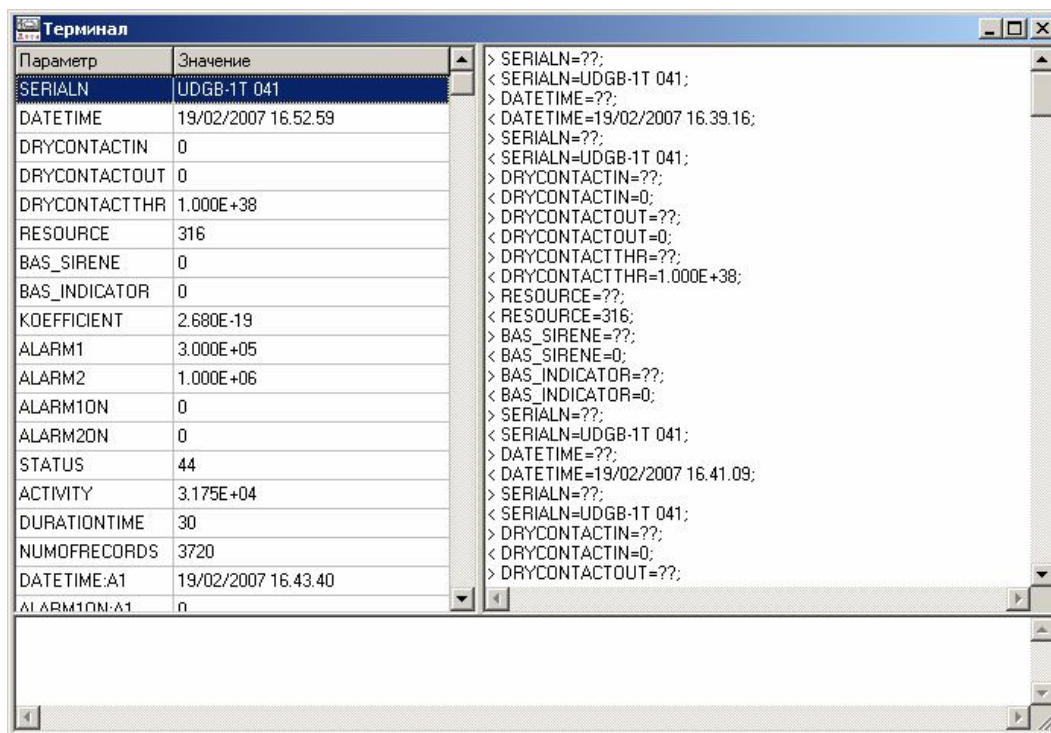 Терминал
Параметр Значение
SERIALN UDGB-1T 041
DATETIME 19/02/2007 16.52.59
DRYCONTACTIN 0
DRYCONTACTOUT 0
DRYCONTACTTHR 1.000E+38
RESOURCE 316
BAS_SIRENE 0
BAS_INDICATOR 0
KOEFFICIENT 2.680E-19
ALARM1 3.000E+05
ALARM2 1.000E+06
ALARM1ON 0
ALARM2ON 0
STATUS 44
ACTIVITY 3.175E+04
DURATIONTIME 30
NUMOFRECORDS 3720
DATETIME:A1 19/02/2007 16.43.40
ALARM1ON:A1 0
> SERIALN=??;
< SERIALN=UDGB-1T 041;
> DATETIME=??;
< DATETIME=19/02/2007 16.39.16;
> SERIALN=??;
< SERIALN=UDGB-1T 041;
> DRYCONTACTIN=??;
< DRYCONTACTIN=0;
> DRYCONTACTOUT=??;
< DRYCONTACTOUT=0;
> DRYCONTACTTHR=??;
< DRYCONTACTTHR=1.000E+38;
> RESOURCE=??;
< RESOURCE=316;
> BAS_SIRENE=??;
< BAS_SIRENE=0;
> BAS_INDICATOR=??;
< BAS_INDICATOR=0;
> SERIALN=??;
< SERIALN=UDGB-1T 041;
> DATETIME=??;
< DATETIME=19/02/2007 16.41.09;
> SERIALN=??;
< SERIALN=UDGB-1T 041;
> DRYCONTACTIN=??;
< DRYCONTACTIN=0;
> DRYCONTACTOUT=??;